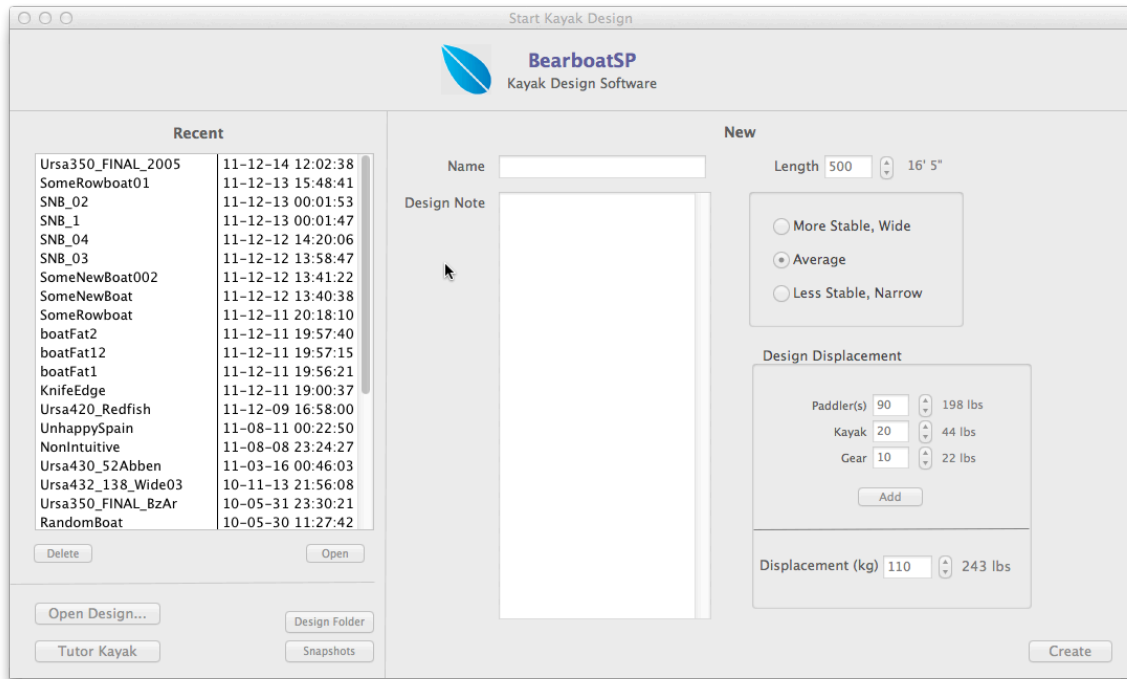 Start Kayak Design
BearboatSP
Kayak Design Software
Recent
Ursa350_FINAL_2005 11-12-14 12:02:38
SomeRowboat01 11-12-13 15:48:41
SNB_02 11-12-13 00:01:53
SNB_1 11-12-13 00:01:47
SNB_04 11-12-12 14:20:06
SNB_03 11-12-12 13:58:47
SomeNewBoat002 11-12-12 13:41:22
SomeNewBoat 11-12-12 13:40:38
SomeRowboat 11-12-11 20:18:10
boatFat2 11-12-11 19:57:40
boatFat12 11-12-11 19:57:15
boatFat1 11-12-11 19:56:21
KnifeEdge 11-12-11 19:00:37
Ursa420_Redfish 11-12-09 16:58:00
UnhappySpain 11-08-11 00:22:50
NonIntuitive 11-08-08 23:24:27
Ursa430_52Abben 11-03-16 00:46:03
Ursa432_138_Wide03 10-11-13 21:56:08
Ursa350_FINAL_BzAr 10-05-31 23:30:21
RandomBoat 10-05-30 11:27:42
Delete Open
Open Design... Design Folder
Tutor Kayak Snapshots
New
Name
Design Note
Length 500 16' 5"
More Stable, Wide
Average
Less Stable, Narrow
Design Displacement
Paddler(s) 90 198 lbs
Kayak 20 44 lbs
Gear 10 22 lbs
Add
Displacement (kg) 110 243 lbs
Create